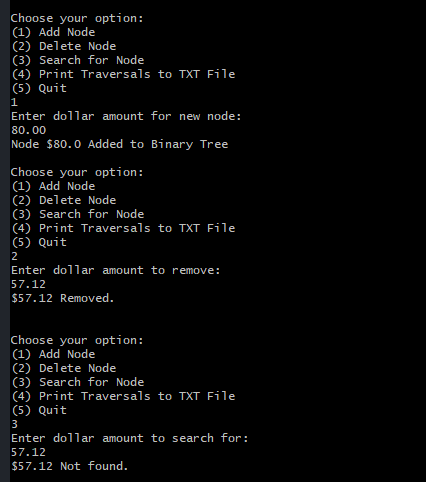 Choose your option:
(1) Add Node
(2) Delete Node
(3) Search for Node
(4) Print Traversals to TXT File
(5) Quit
1
Enter dollar amount for new node:
80.00
Node $80.0 Added to Binary Tree
Choose your option:
(1) Add Node
(2) Delete Node
(3) Search for Node
(4) Print Traversals to TXT File
(5) Quit
2
Enter dollar amount to remove:
57.12
$57.12 Removed.
Choose your option:
(1) Add Node
(2) Delete Node
(3) Search for Node
(4) Print Traversals to TXT File
(5) Quit
3
Enter dollar amount to search for:
57.12
$57.12 Not found.